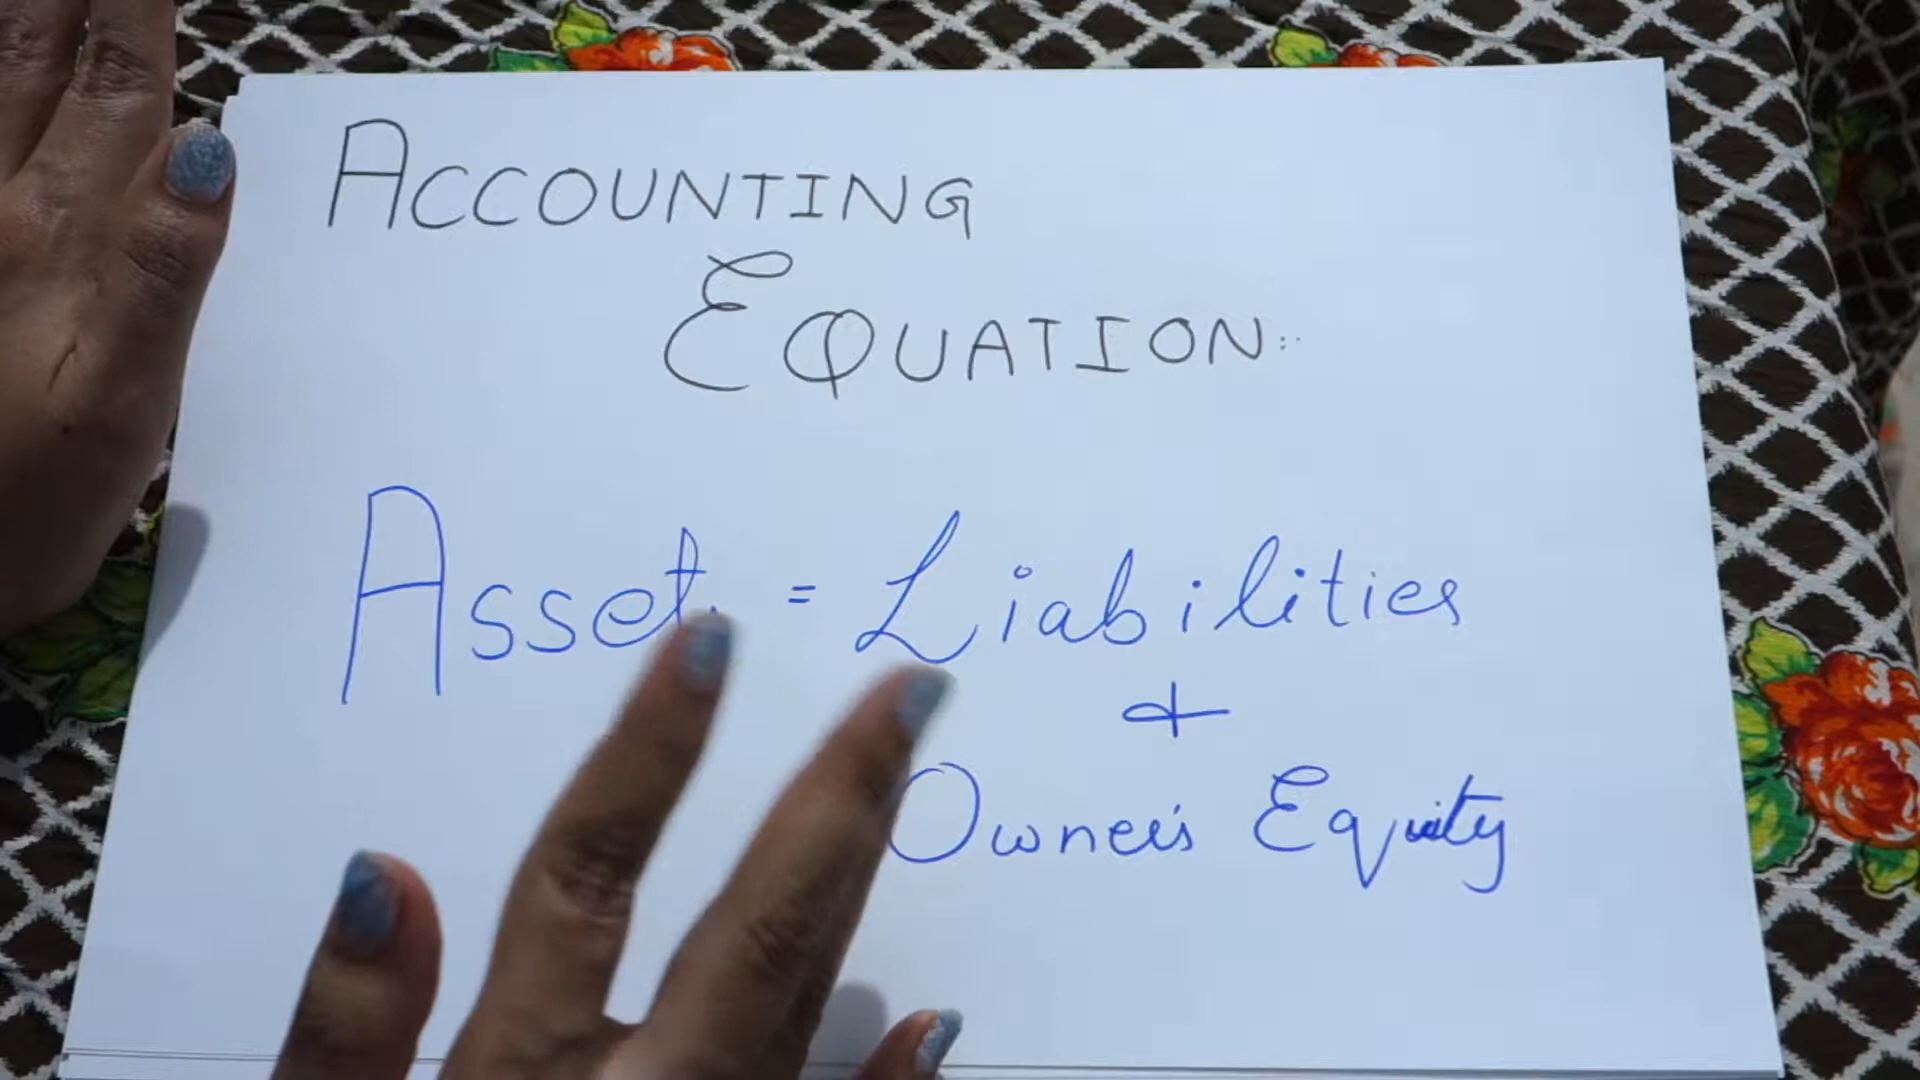 ACCOUNTING
EQUATION::
Asset = Liabilities
+
Owner's Equity